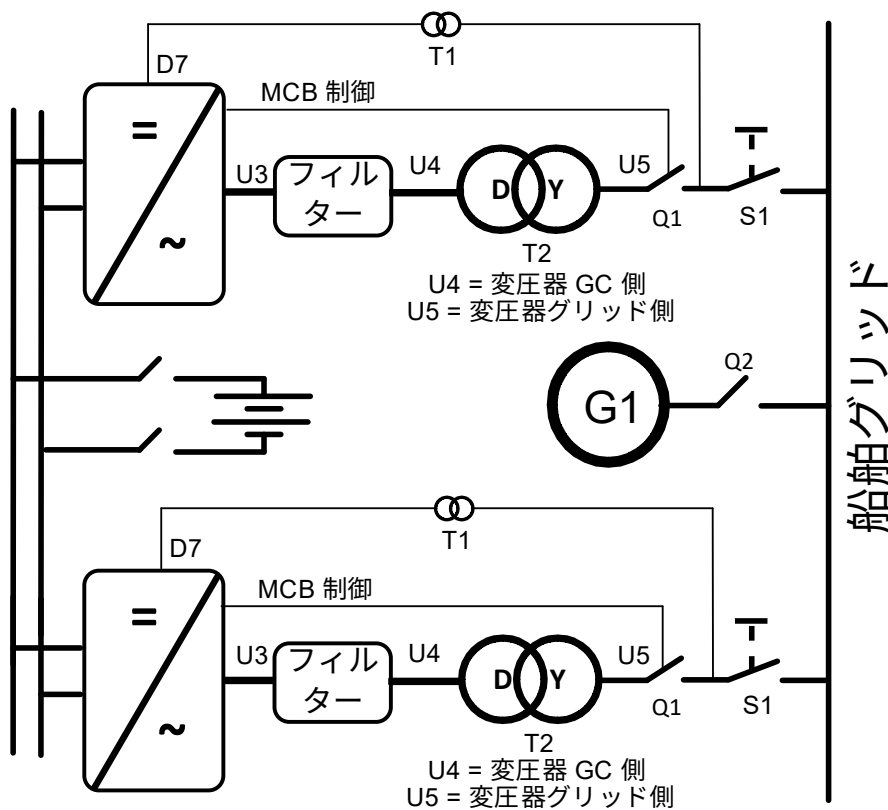 T1
D7
MCB 制御
=
~
U3
フィル
ター
U4
D
Y
U5
Q1
S1
T2
U4 = 変圧器 GC 側
U5 = 変圧器グリッド側
Q2
G1
船舶グリッド
T1
D7
MCB 制御
=
~
U3
フィル
ター
U4
D
Y
U5
Q1
S1
T2
U4 = 変圧器 GC 側
U5 = 変圧器グリッド側